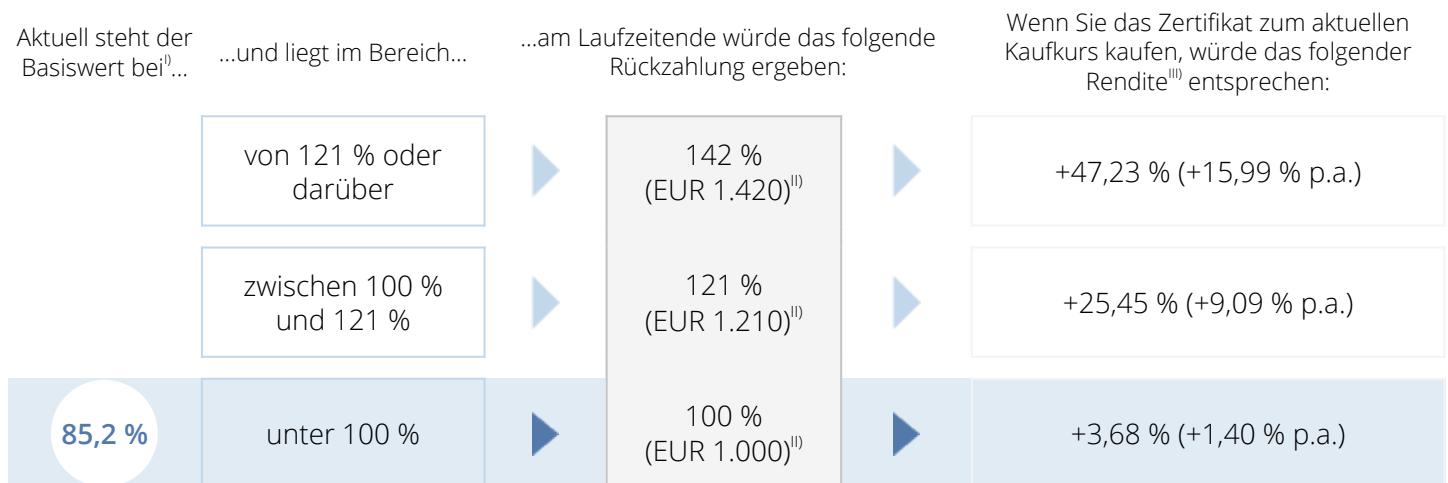 Aktuell steht der
Basiswert bei^I)...
...und liegt im Bereich...
...am Laufzeitende würde das folgende
Rückzahlung ergeben:
Wenn Sie das Zertifikat zum aktuellen
Kaufkurs kaufen, würde das folgender
Rendite^III) entsprechen:
von 121 % oder
darüber
142 %
(EUR 1.420)^II)
+47,23 % (+15,99 % p.a.)
zwischen 100 %
und 121 %
121 %
(EUR 1.210)^II)
+25,45 % (+9,09 % p.a.)
85,2 %
unter 100 %
100 %
(EUR 1.000)^II)
+3,68 % (+1,40 % p.a.)